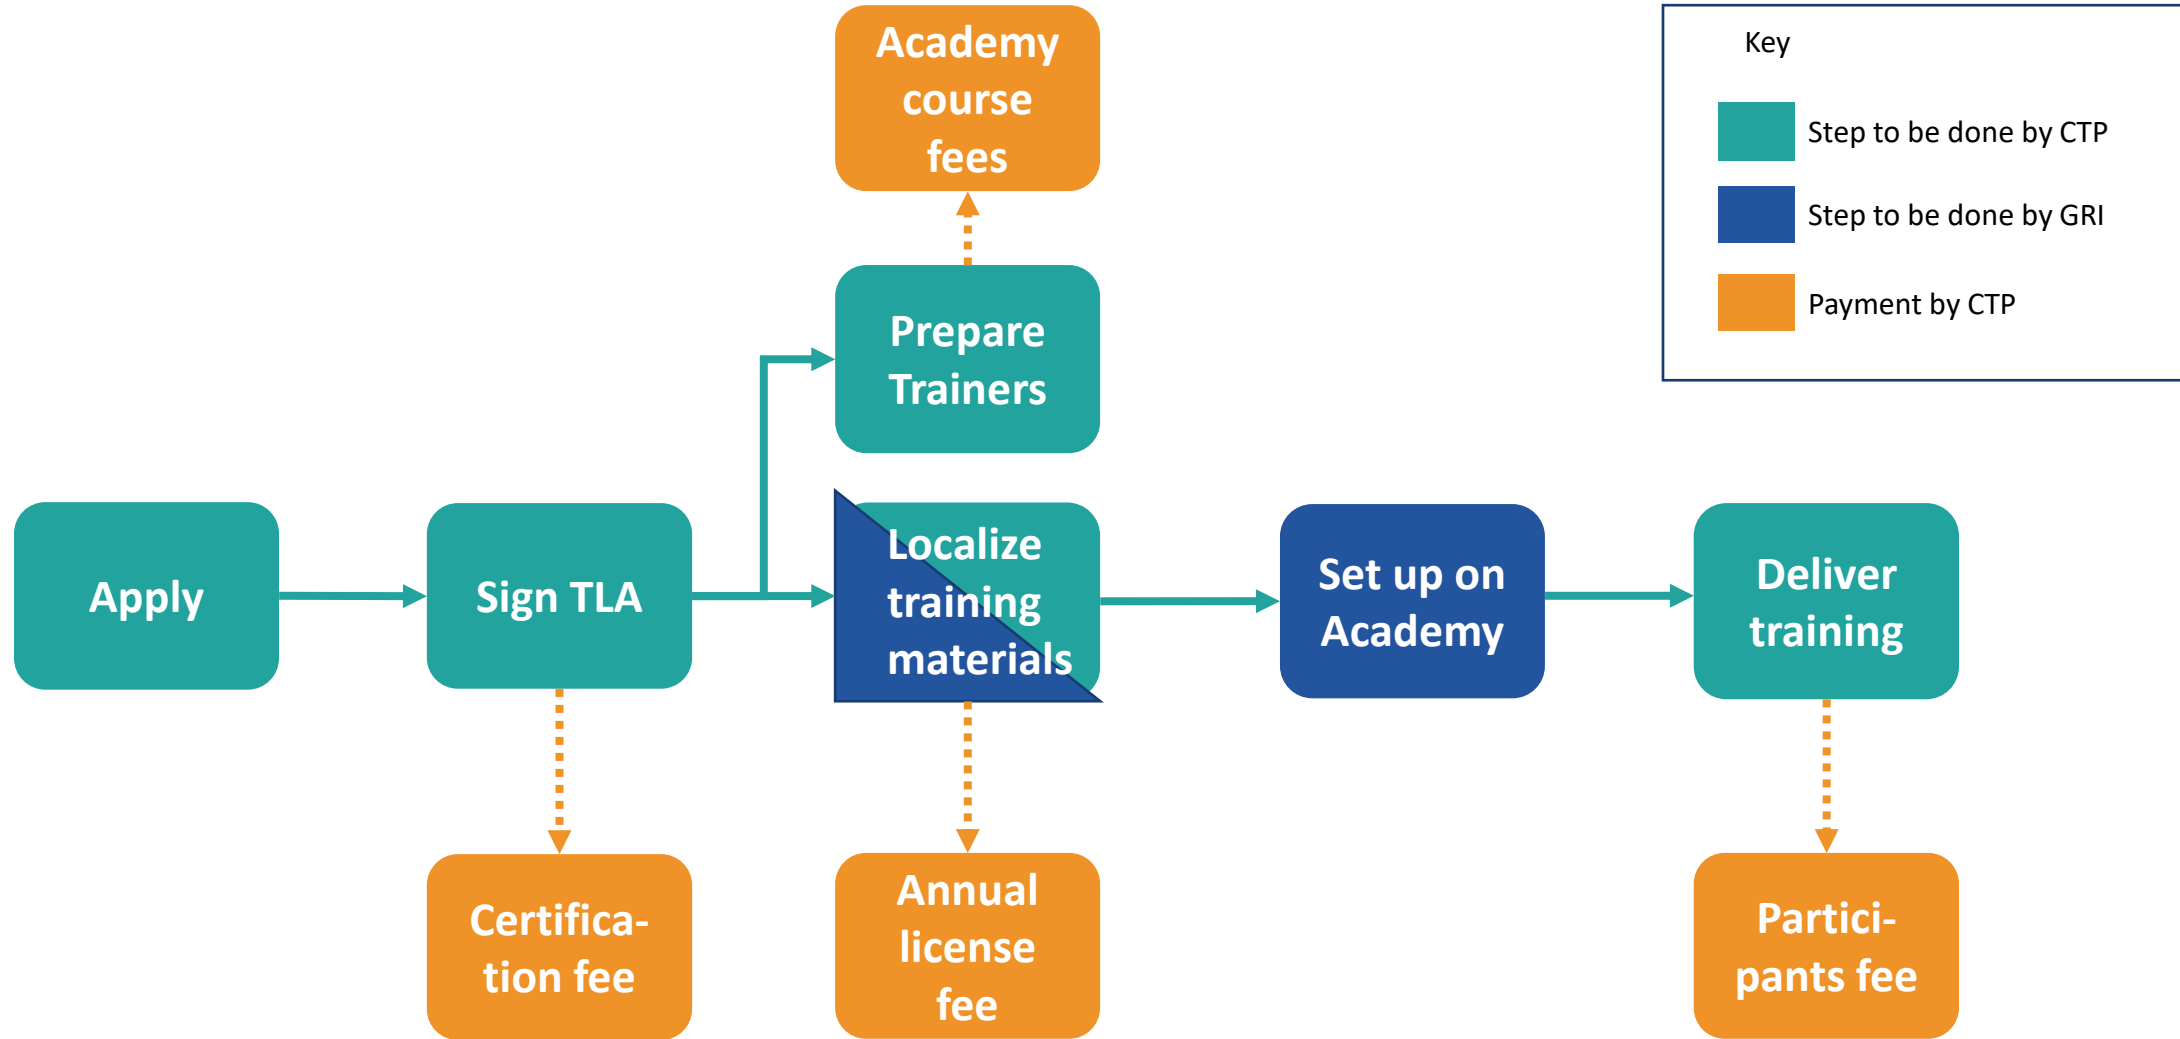 Academy
course
fees
Key
Step to be done by CTP
Step to be done by GRI
Payment by CTP
Prepare
Trainers
Apply
Sign TLA
Localize
training
materials
Set up on
Academy
Deliver
training
Certifica-
tion fee
Annual
license
fee
Partici-
pants fee